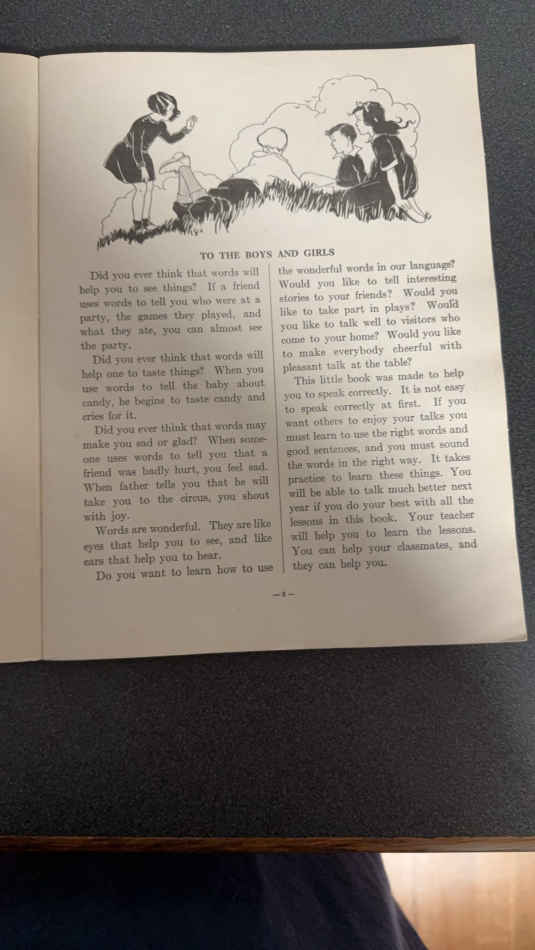 TO THE BOYS AND GIRLS
Did you ever think that words will
help you to see things? If a friend
uses words to tell you who were at a
party, the games they played, and
what they ate, you can almost see
the party.
Did you ever think that words will
help one to taste things? When you
use words to tell the baby about
candy, he begins to taste candy and
cries for it.
Did you ever think that words may
make you sad or glad? When some-
one uses words to tell you that a
friend was badly hurt, you feel sad.
When father tells you that he will
take you to the circus, you shout
with joy.
Words are wonderful. They are like
eyes that help you to see, and like
ears that help you to hear.
Do you want to learn how to use
the wonderful words in our language?
Would you like to tell interesting
stories to your friends? Would you
like to take part in plays? Would
you like to talk well to visitors who
come to your home? Would you like
to make everybody cheerful with
pleasant talk at the table?
This little book was made to help
you to speak correctly. It is not easy
to speak correctly at first. If you
want others to enjoy your talks you
must learn to use the right words and
good sentences, and you must sound
the words in the right way. It takes
practice to learn these things. You
will be able to talk much better next
year if you do your best with all the
lessons in this book. Your teacher
will help you to learn the lessons.
You can help your classmates, and
they can help you.